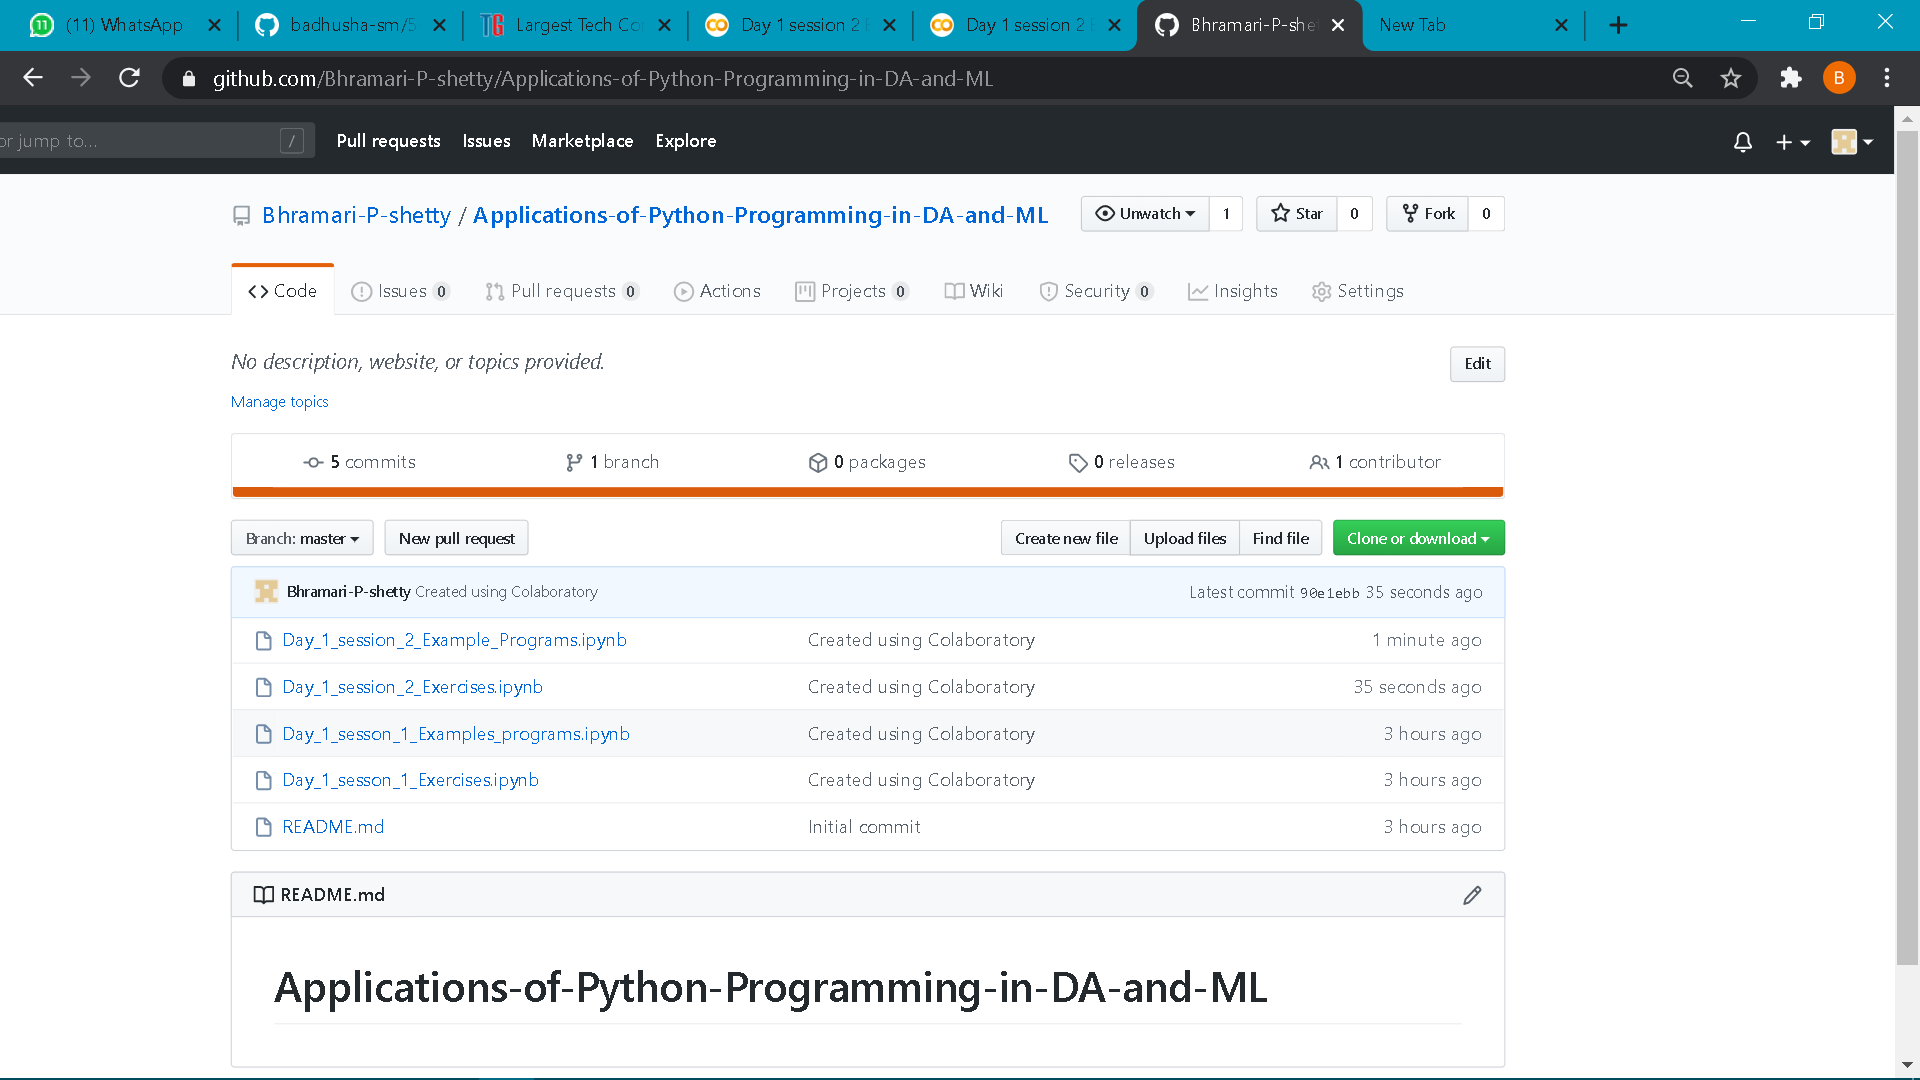 (11) WhatsApp
badhusha-sm/5
Largest Tech Co
Day 1 session 2 E
Day 1 session 2 E
Bhramari-P-she
New Tab
github.com/Bhramari-P-shetty/Applications-of-Python-Programming-in-DA-and-ML
B
or jump to...
/
Pull requests Issues Marketplace Explore
Bhramari-P-shetty / Applications-of-Python-Programming-in-DA-and-ML
Unwatch 1 Star 0 Fork 0
Code Issues 0 Pull requests 0 Actions Projects 0 Wiki Security 0 Insights Settings
No description, website, or topics provided.
Edit
Manage topics
5 commits 1 branch 0 packages 0 releases 1 contributor
Branch: master New pull request Create new file Upload files Find file Clone or download
Bhramari-P-shetty Created using Colaboratory Latest commit 90e1ebb 35 seconds ago
Day_1_session_2_Example_Programs.ipynb Created using Colaboratory 1 minute ago
Day_1_session_2_Exercises.ipynb Created using Colaboratory 35 seconds ago
Day_1_sesson_1_Examples_programs.ipynb Created using Colaboratory 3 hours ago
Day_1_sesson_1_Exercises.ipynb Created using Colaboratory 3 hours ago
README.md Initial commit 3 hours ago
README.md
Applications-of-Python-Programming-in-DA-and-ML